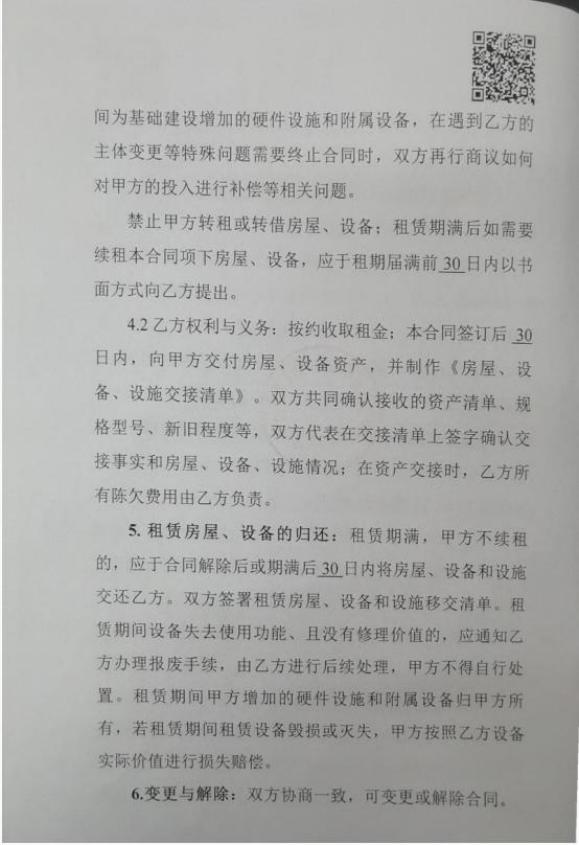 间为基础建设增加的硬件设施和附属设备，在遇到乙方的
主体变更等特殊问题需要终止合同时，双方再行商议如何
对甲方的投入进行补偿等相关问题。
禁止甲方转租或转借房屋、设备；租赁期满后如需要
续租本合同项下房屋、设备，应于租期届满前 30 日内以书
面方式向乙方提出。
4.2 乙方权利与义务：按约收取租金；本合同签订后 30
日内，向甲方交付房屋、设备资产，并制作《房屋、设
备、设施交接清单》。双方共同确认接收的资产清单、规
格型号、新旧程度等，双方代表在交接清单上签字确认交
接事实和房屋、设备、设施情况；在资产交接时，乙方所
有陈欠费用由乙方负责。
5. 租赁房屋、设备的归还：租赁期满，甲方不续租
的，应于合同解除后或期满后 30 日内将房屋、设备和设施
交还乙方。双方签署租赁房屋、设备和设施移交清单。租
赁期间设备失去使用功能、且没有修理价值的，应通知乙
方办理报废手续，由乙方进行后续处理，甲方不得自行处
置。租赁期间甲方增加的硬件设施和附属设备归甲方所
有，若租赁期间租赁设备毁损或灭失，甲方按照乙方设备
实际价值进行损失赔偿。
6.变更与解除：双方协商一致，可变更或解除合同。